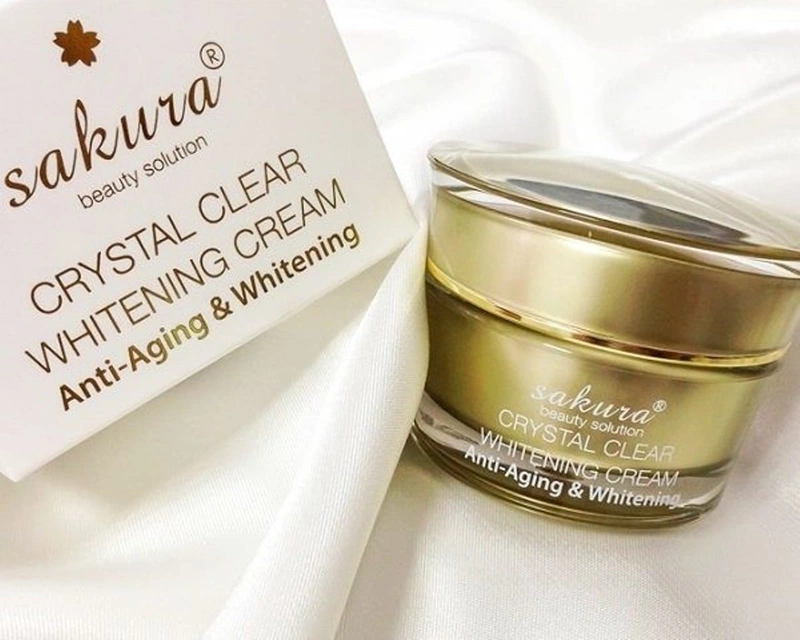 sakura®
beauty solution
CRYSTAL CLEAR
WHITENING CREAM
Anti-Aging & Whitening
sakura®
beauty solution
CRYSTAL CLEAR
WHITENING CREAM
Anti-Aging & Whitening